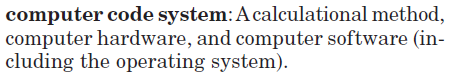 computer code system: A calculational method,
computer hardware, and computer software (in-
cluding the operating system).